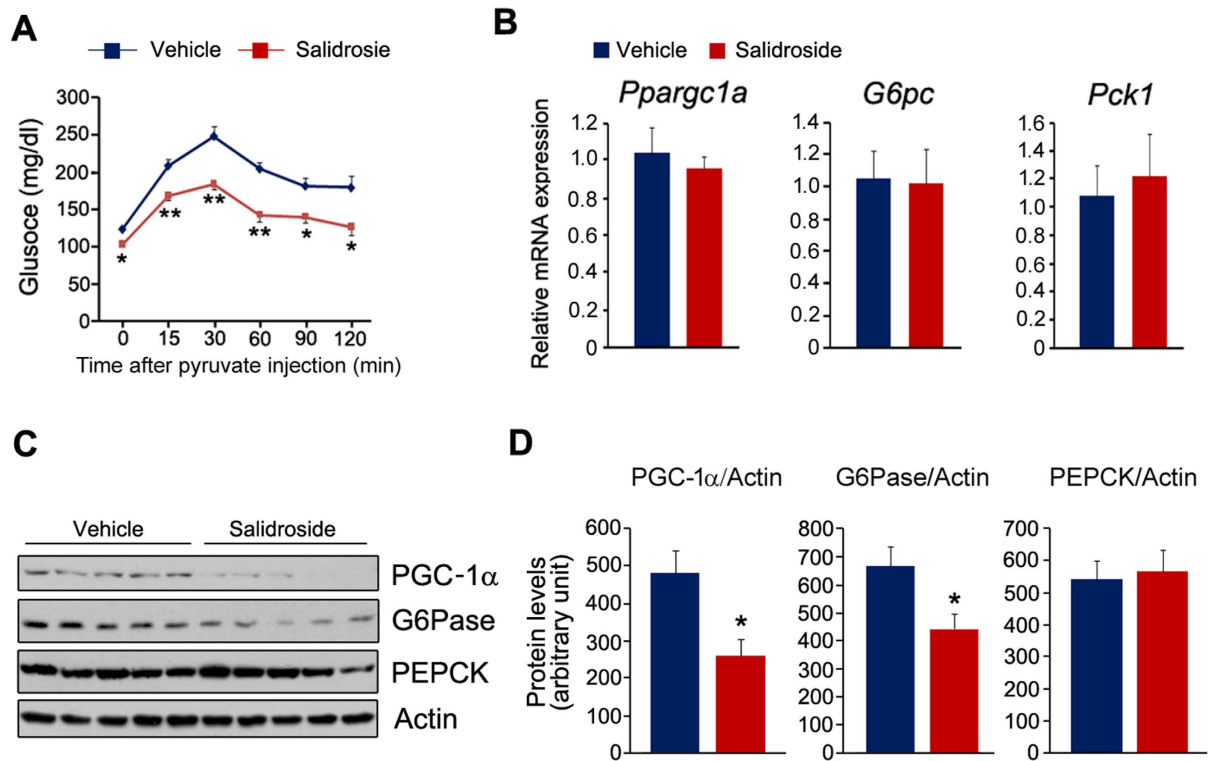 A
Vehicle Salidrosie
Glusoce (mg/dl)
300
250
200
150
100
50
0
* ** ** ** * *
0 15 30 60 90 120
Time after pyruvate injection (min)
B
Vehicle Salidroside
Relative mRNA expression
Ppargc1a
1.2
1.0
0.8
0.6
0.4
0.2
0
G6pc
1.4
1.2
1.0
0.8
0.6
0.4
0.2
0
Pck1
1.6
1.4
1.2
1.0
0.8
0.6
0.4
0.2
0
C
Vehicle Salidroside
PGC-1α
G6Pase
PEPCK
Actin
D
Protein levels
(arbitrary unit)
PGC-1α/Actin
600
500
400
300
200
100
0
*
G6Pase/Actin
800
700
600
500
400
300
200
100
0
*
PEPCK/Actin
700
600
500
400
300
200
100
0